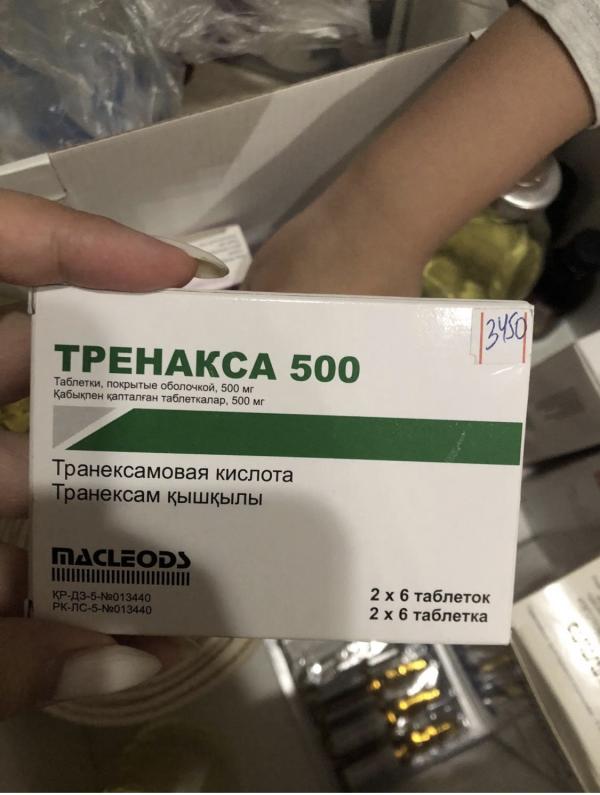 3450
ТРЕНАКСА 500
Таблетки, покрытые оболочкой, 500 мг
Қабықпен қапталған таблеткалар, 500 мг
Транексамовая кислота
Транексам қышқылы
MACLEODS
ҚР-ДЗ-5-№013440
РК-ЛС-5-№013440
2 x 6 таблеток
2 x 6 таблетка